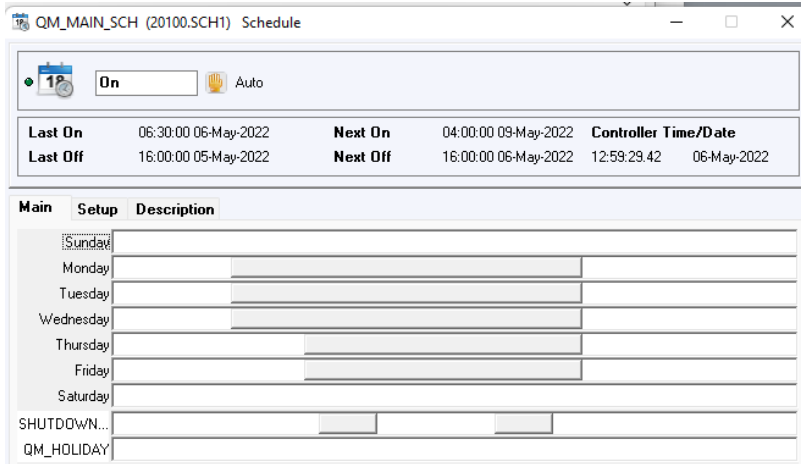 18 QM_MAIN_SCH (20100.SCH1) Schedule
18 On Auto
Last On 06:30:00 06-May-2022 Next On 04:00:00 09-May-2022 Controller Time/Date
Last Off 16:00:00 05-May-2022 Next Off 16:00:00 06-May-2022 12:59:29.42 06-May-2022
Main Setup Description
Sunday
Monday
Tuesday
Wednesday
Thursday
Friday
Saturday
SHUTDOWN...
QM_HOLIDAY